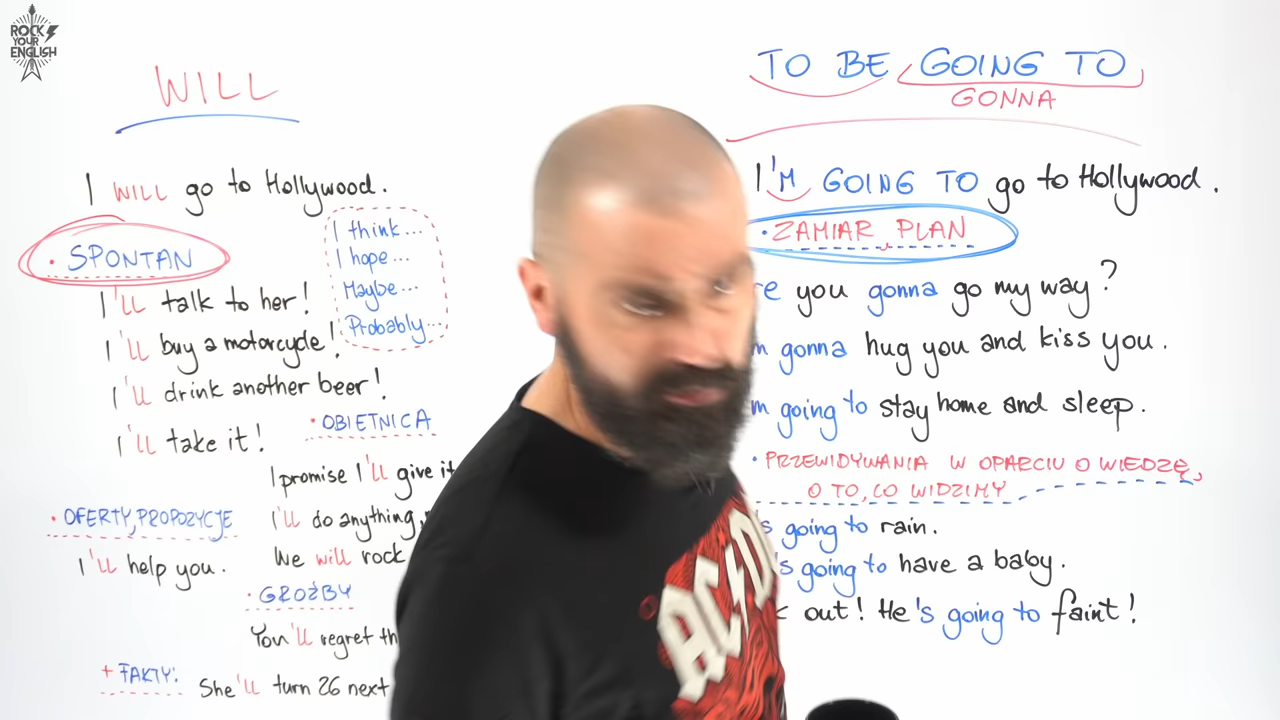 ROCK
YOUR
ENGLISH
WILL
I WILL go to Hollywood.
• SPONTAN
I think...
I hope...
Maybe...
Probably...
I'll talk to her!
I'll buy a motorcycle!
I'll drink another beer!
I'll take it!
• OBIETNICA
I promise I'll give it
I'll do anything,
We will rock
• OFERTY, PROPOZYCJE
I'll help you.
• GROŹBY
You'll regret
+ FAKTY:
She'll turn 26 next
TO BE GOING TO
GONNA
I'M GOING TO go to Hollywood.
• ZAMIAR PLAN
you gonna go my way?
gonna hug you and kiss you.
going to stay home and sleep.
• PRZEWIDYWANIA W OPARCIU O WIEDZĘ,
O TO, CO WIDZIMY
's going to rain.
's going to have a baby.
out! He's going to faint!
AC/DC